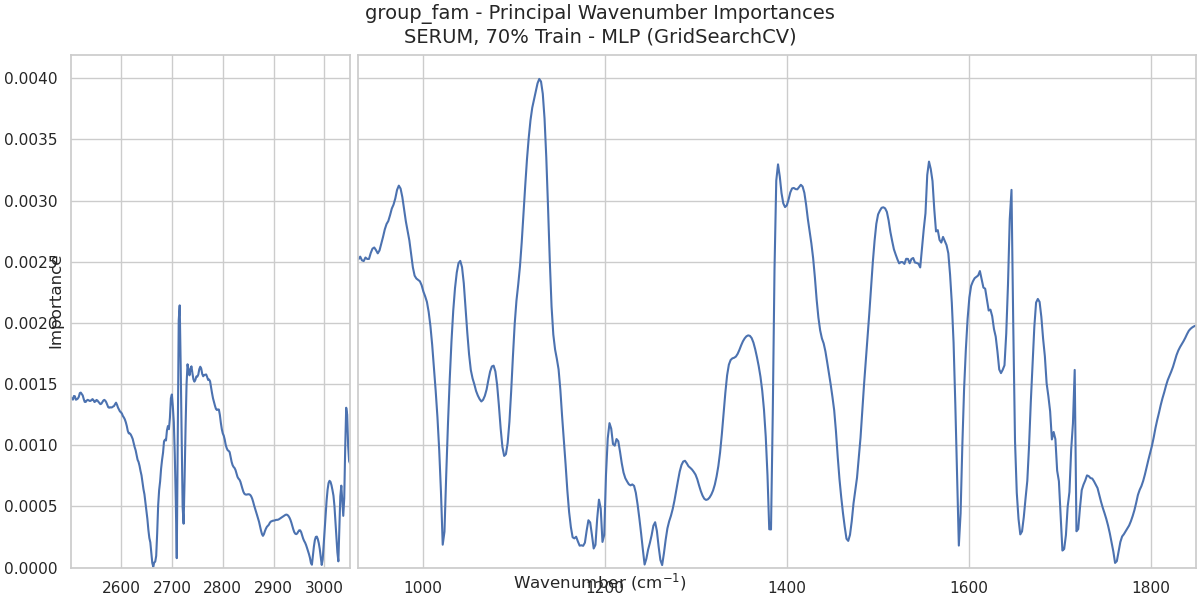 group_fam - Principal Wavenumber Importances
SERUM, 70% Train - MLP (GridSearchCV)
0.0040
0.0035
0.0030
0.0025
0.0020
0.0015
0.0010
0.0005
0.0000
Importance
2600 2700 2800 2900 3000
1000 1200 1400 1600 1800
Wavenumber (cm⁻¹)